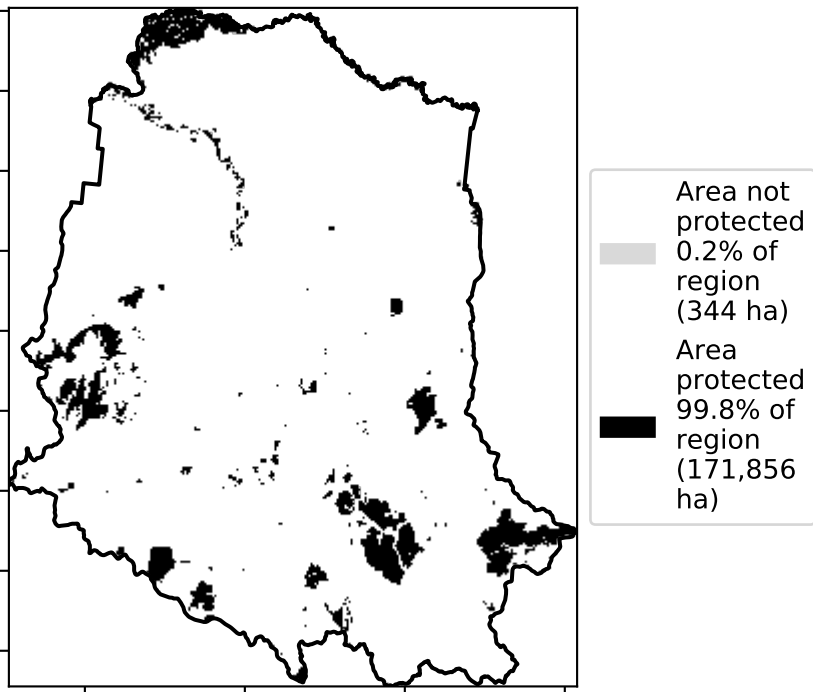 Area not
protected
0.2% of
region
(344 ha)
Area
protected
99.8% of
region
(171,856
ha)